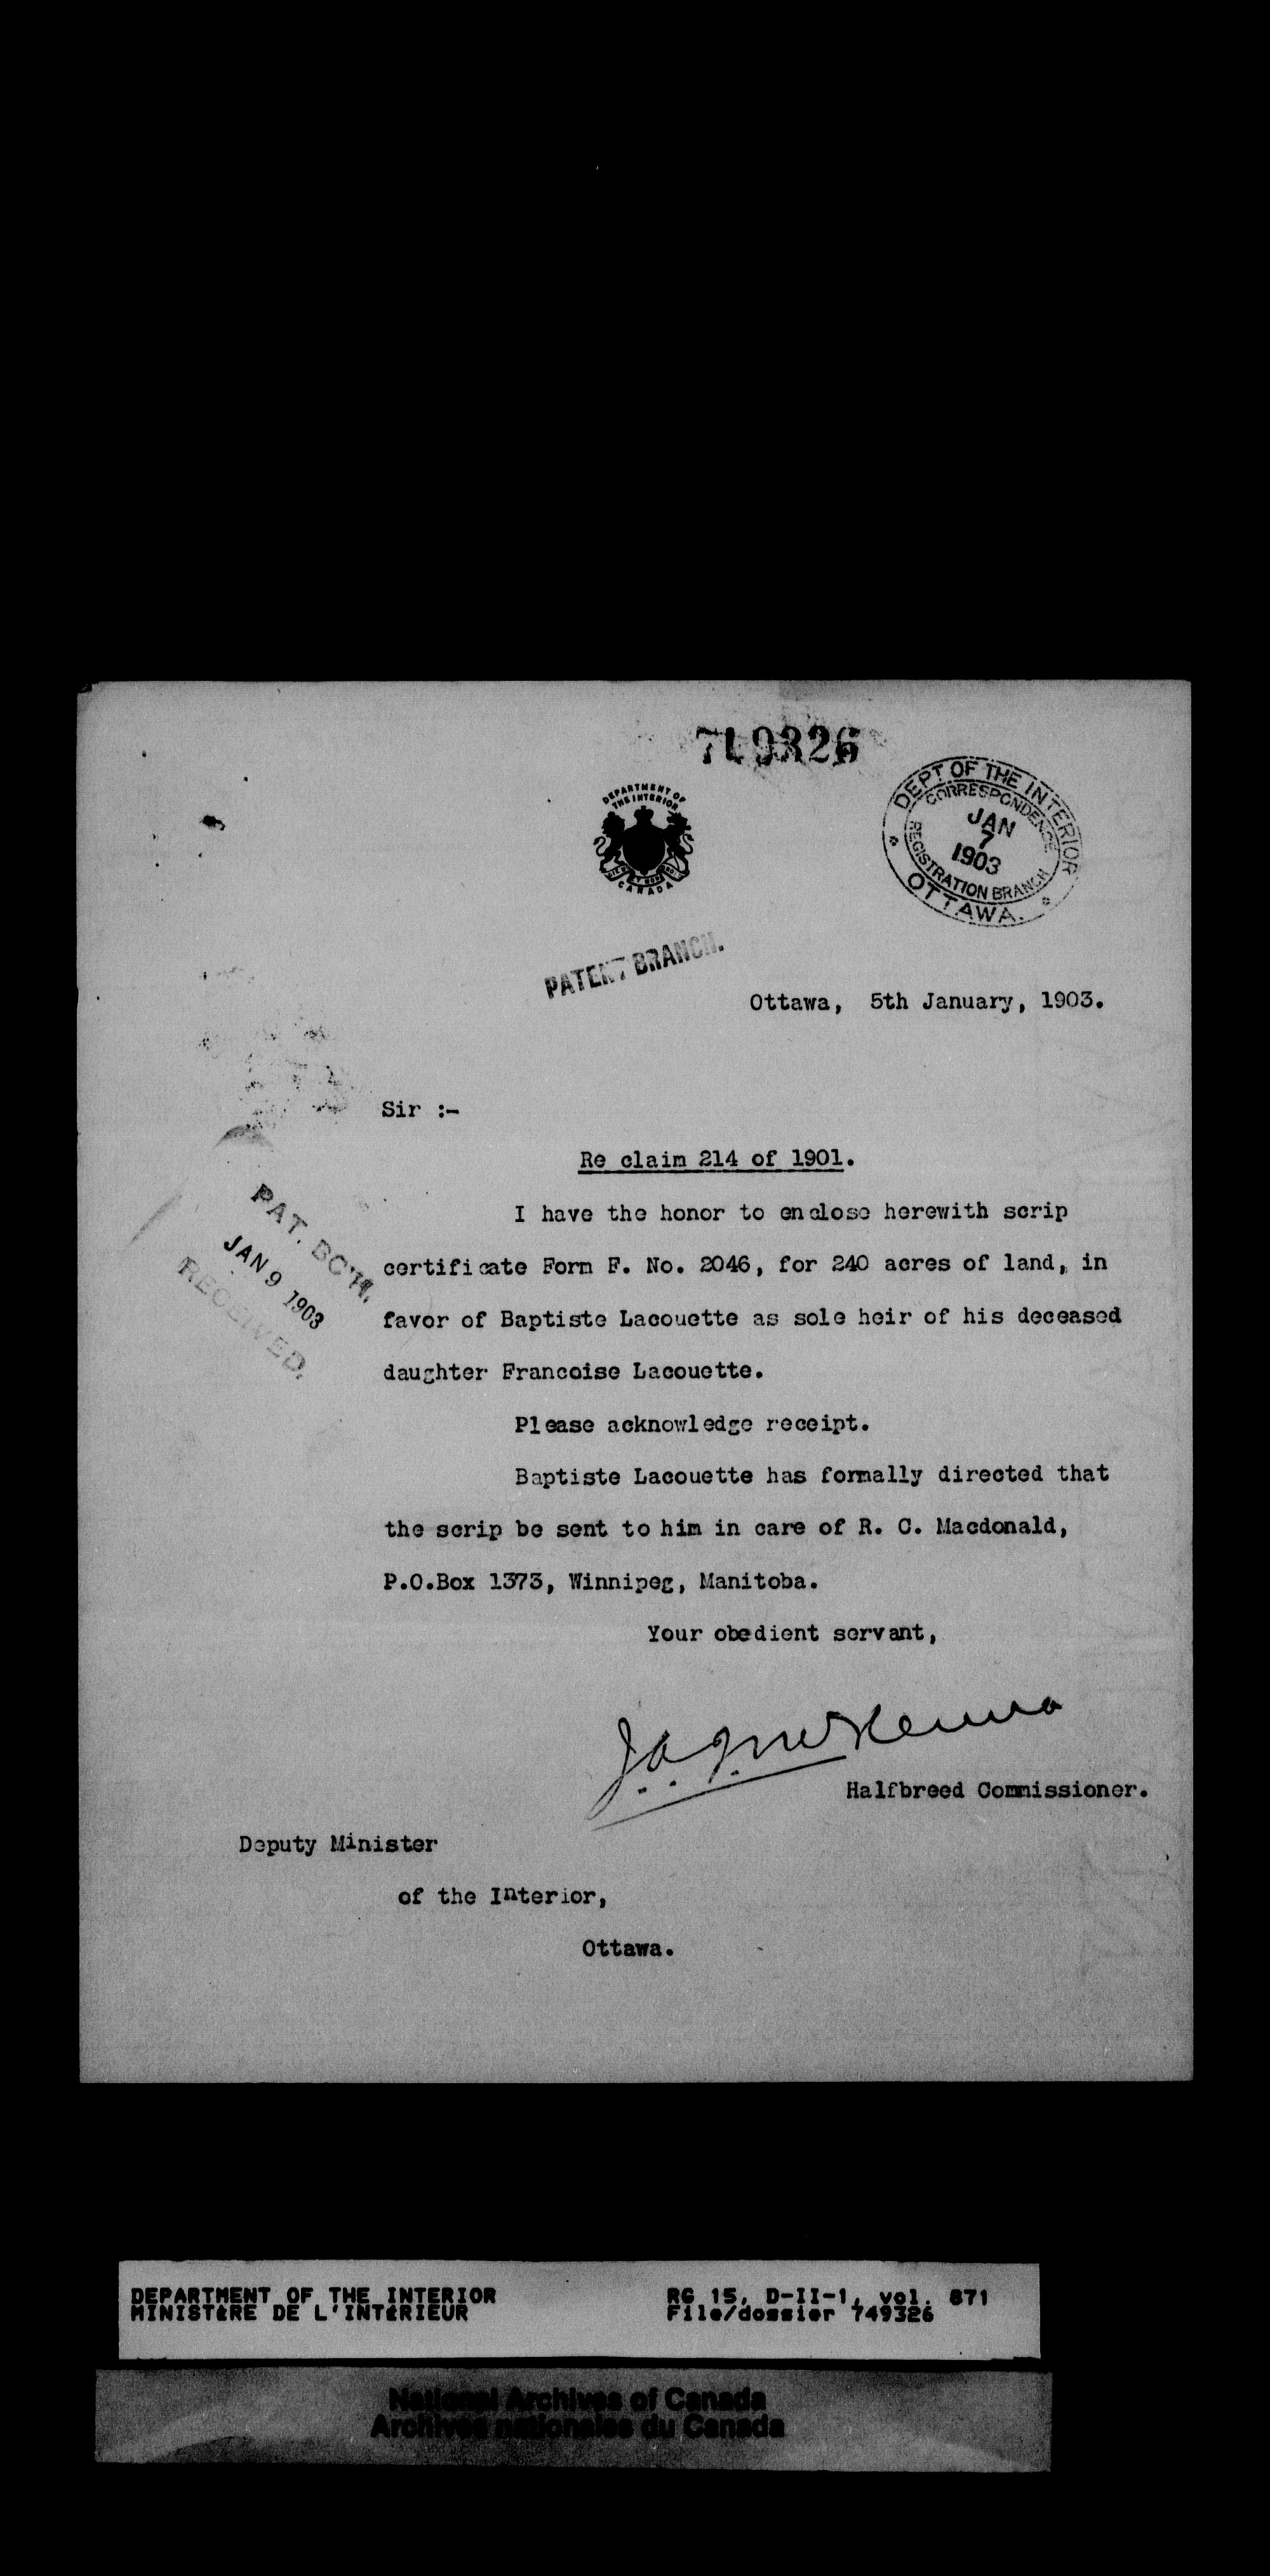 749326
DEPARTMENT OF
THE INTERIOR
CANADA
DEPT OF THE INTERIOR
CORRESPONDENCE
JAN
7
1903
REGISTRATION BRANCH
OTTAWA.
PATENT BRANCH.
Ottawa, 5th January, 1903.
Sir :-
Re claim 214 of 1901.
PAT. BCH.
JAN 9 1903
RECEIVED.
I have the honor to enclose herewith scrip
certificate Form F. No. 2046, for 240 acres of land, in
favor of Baptiste Lacouette as sole heir of his deceased
daughter Francoise Lacouette.
Please acknowledge receipt.
Baptiste Lacouette has formally directed that
the scrip be sent to him in care of R. C. Macdonald,
P.O.Box 1373, Winnipeg, Manitoba.
Your obedient servant,
J.A.J. McKenna
Halfbreed Commissioner.
Deputy Minister
of the Interior,
Ottawa.
DEPARTMENT OF THE INTERIOR
MINISTÈRE DE L'INTÉRIEUR
RG 15, D-II-1, vol. 871
File/dossier 749326
National Archives of Canada
Archives nationales du Canada